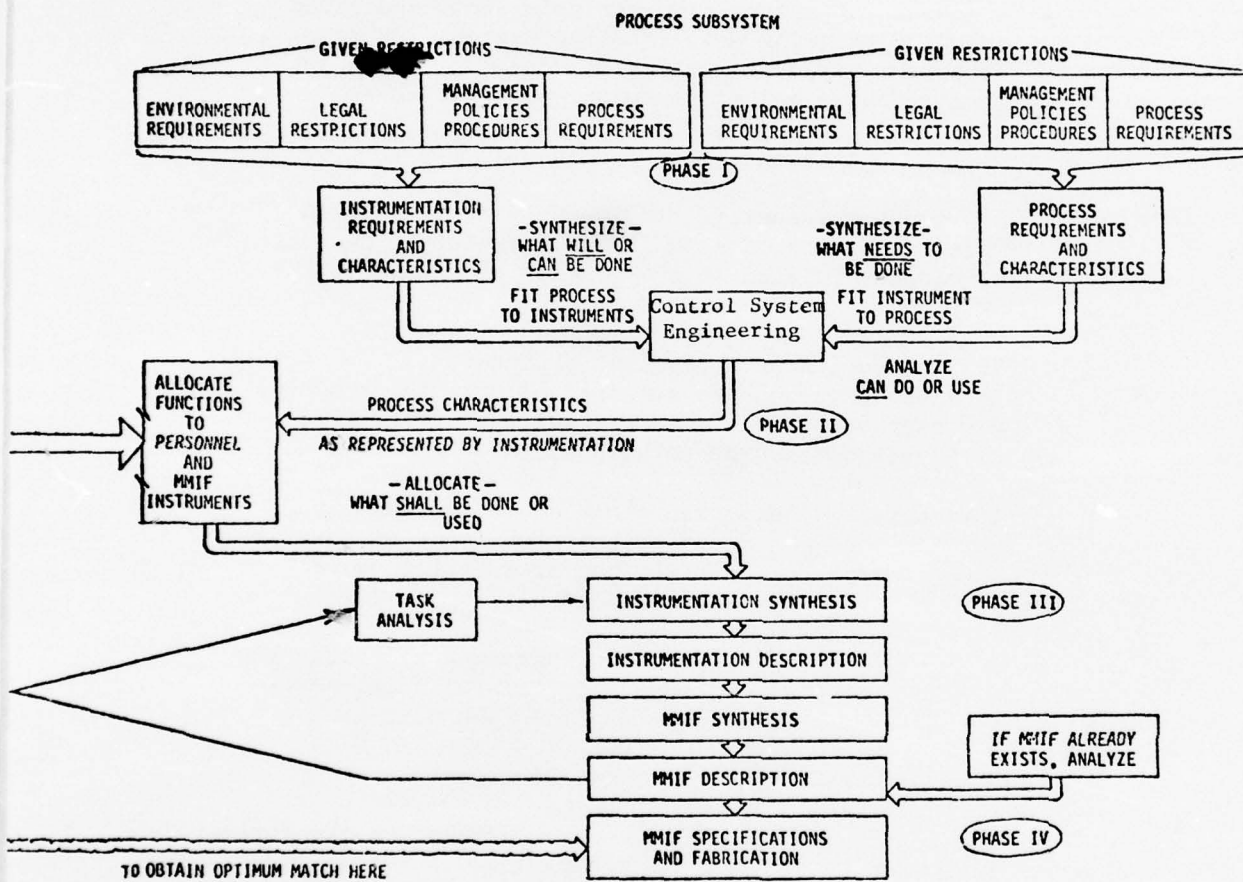 PROCESS SUBSYSTEM
GIVEN RESTRICTIONS
GIVEN RESTRICTIONS
ENVIRONMENTAL
REQUIREMENTS
LEGAL
RESTRICTIONS
MANAGEMENT
POLICIES
PROCEDURES
PROCESS
REQUIREMENTS
ENVIRONMENTAL
REQUIREMENTS
LEGAL
RESTRICTIONS
MANAGEMENT
POLICIES
PROCEDURES
PROCESS
REQUIREMENTS
PHASE I
INSTRUMENTATION
REQUIREMENTS
AND
CHARACTERISTICS
-SYNTHESIZE-
WHAT WILL OR
CAN BE DONE
-SYNTHESIZE-
WHAT NEEDS TO
BE DONE
PROCESS
REQUIREMENTS
AND
CHARACTERISTICS
FIT PROCESS
TO INSTRUMENTS
Control System
Engineering
FIT INSTRUMENT
TO PROCESS
ANALYZE
CAN DO OR USE
ALLOCATE
FUNCTIONS
TO
PERSONNEL
AND
MMIF
INSTRUMENTS
PROCESS CHARACTERISTICS
AS REPRESENTED BY INSTRUMENTATION
PHASE II
-ALLOCATE-
WHAT SHALL BE DONE OR
USED
TASK
ANALYSIS
INSTRUMENTATION SYNTHESIS
PHASE III
INSTRUMENTATION DESCRIPTION
MMIF SYNTHESIS
IF MMIF ALREADY
EXISTS, ANALYZE
MMIF DESCRIPTION
MMIF SPECIFICATIONS
AND FABRICATION
PHASE IV
TO OBTAIN OPTIMUM MATCH HERE